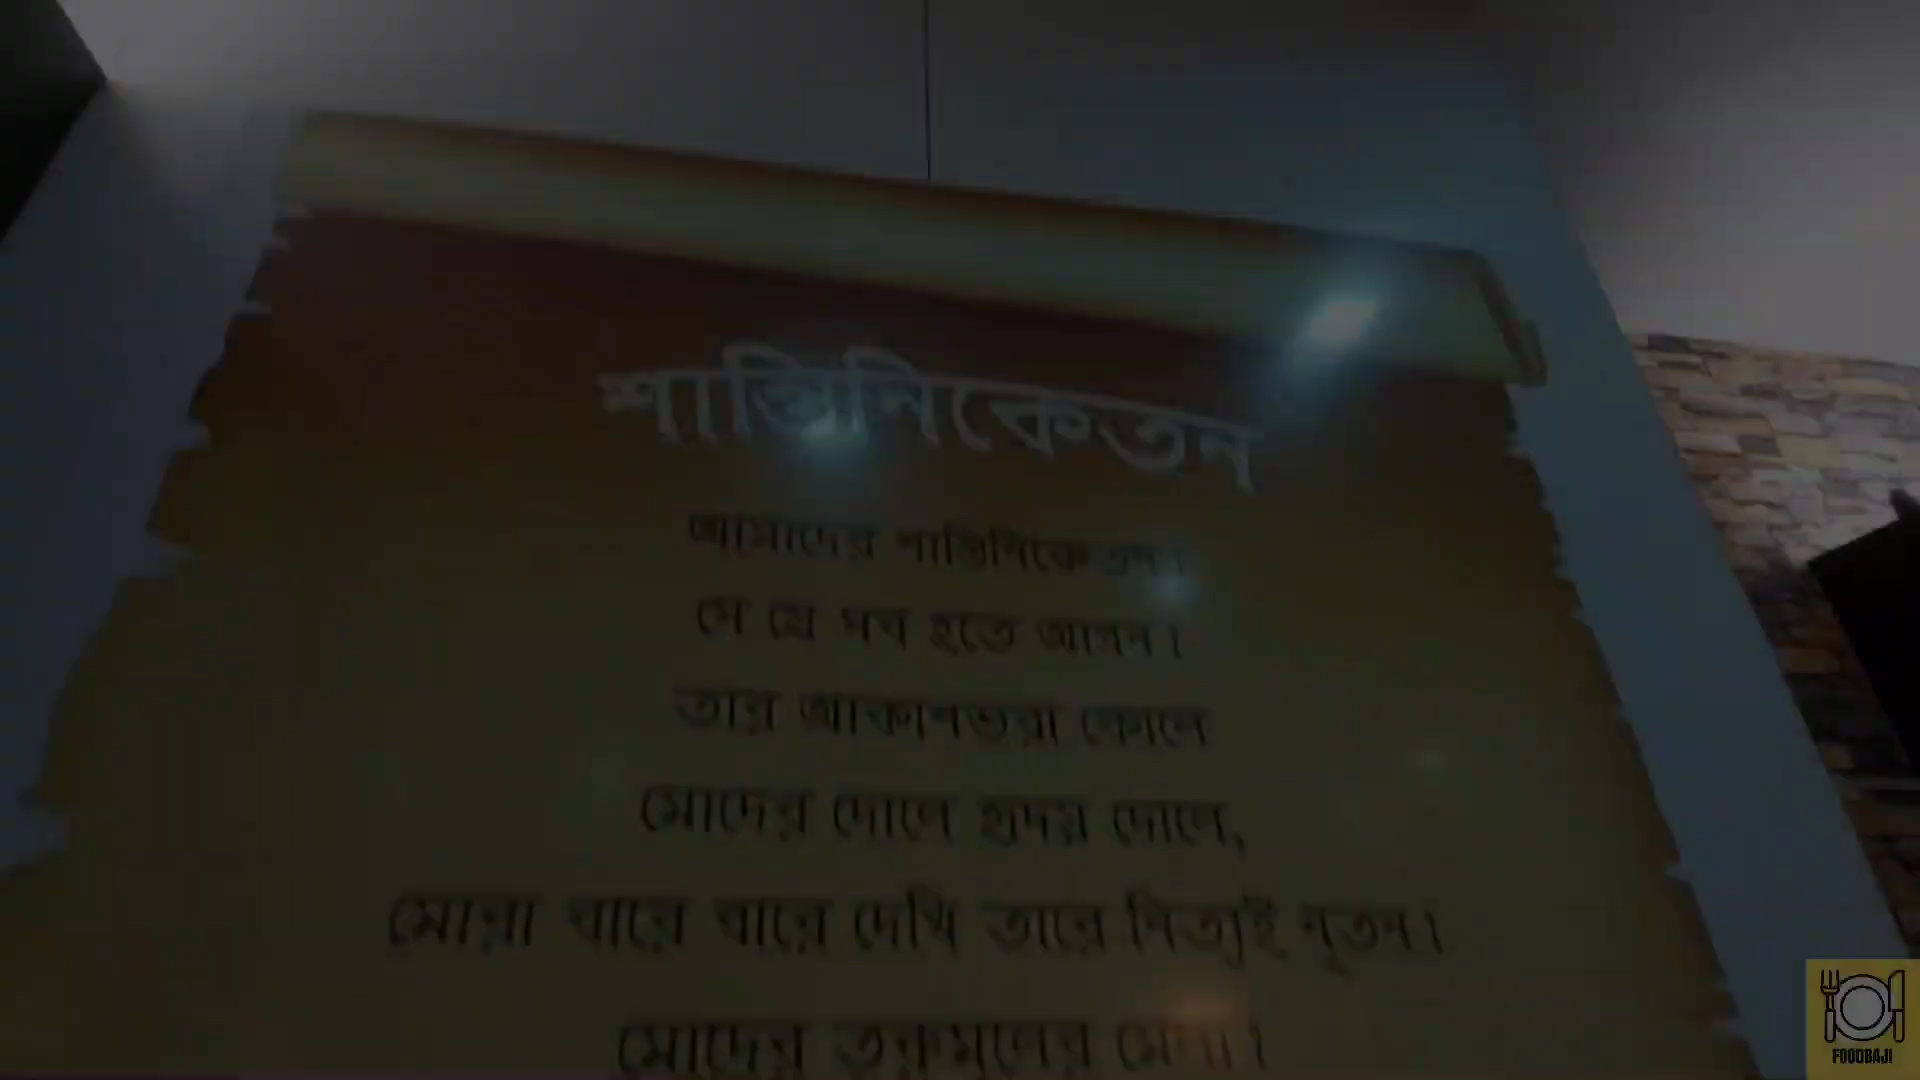 শান্তিনিকেতন
আমাদের শান্তিনিকেতন।
সে যে সব হতে আপন।
তার আকাশভরা কোলে
মোদের দোলে হৃদয় দোলে,
মোরা বারে বারে দেখি তারে নিত্যই নূতন।
মোদের তরুমূলের মেলা।
FOODBAJI